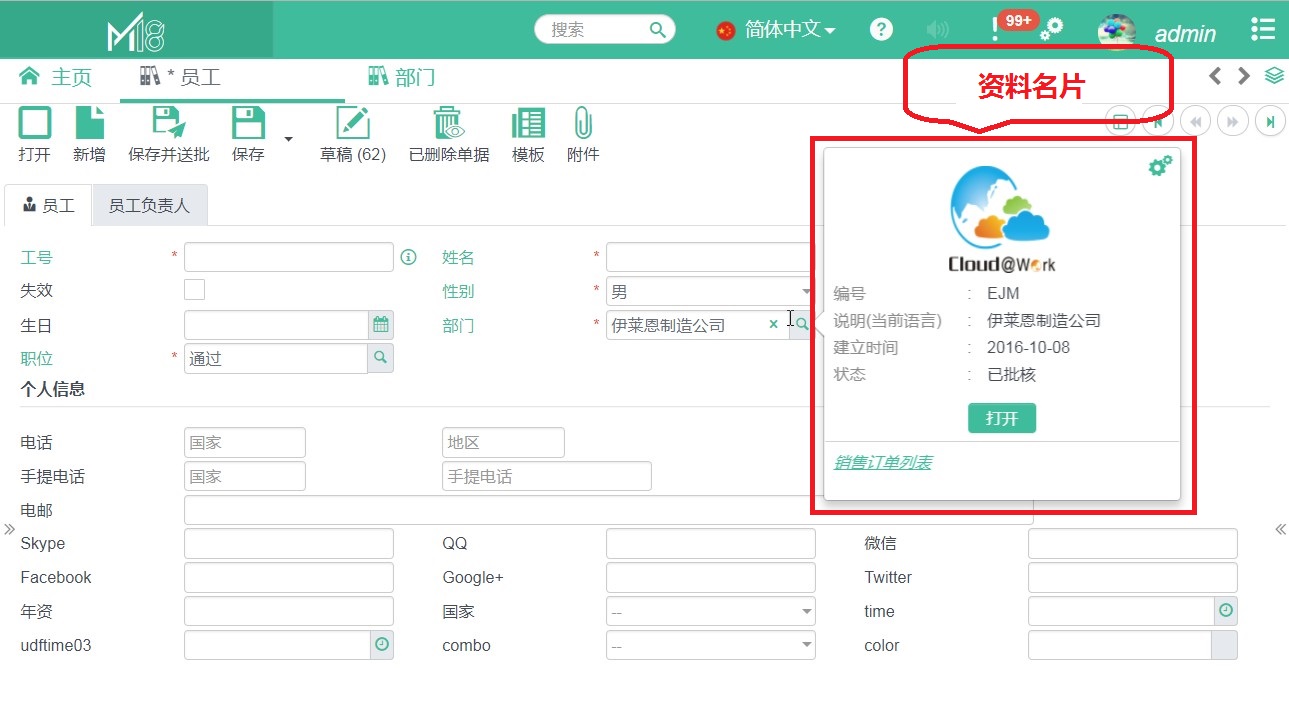 M18
搜索
简体中文
?
99+
admin
主页
* 员工
部门
资料名片
打开
新增
保存并送批
保存
草稿 (62)
已删除单据
模板
附件
员工
员工负责人
Cloud@Work
工号 *
姓名 *
编号 : EJM
失效
性别 * 男
说明(当前语言) : 伊莱恩制造公司
生日
部门 * 伊莱恩制造公司 ×
建立时间 : 2016-10-08
职位 * 通过
状态 : 已批核
个人信息
打开
电话 国家 地区
销售订单列表
手提电话 国家 手提电话
电邮
Skype QQ 微信
Facebook Google+ Twitter
年资 国家 -- time
udftime03 combo -- color